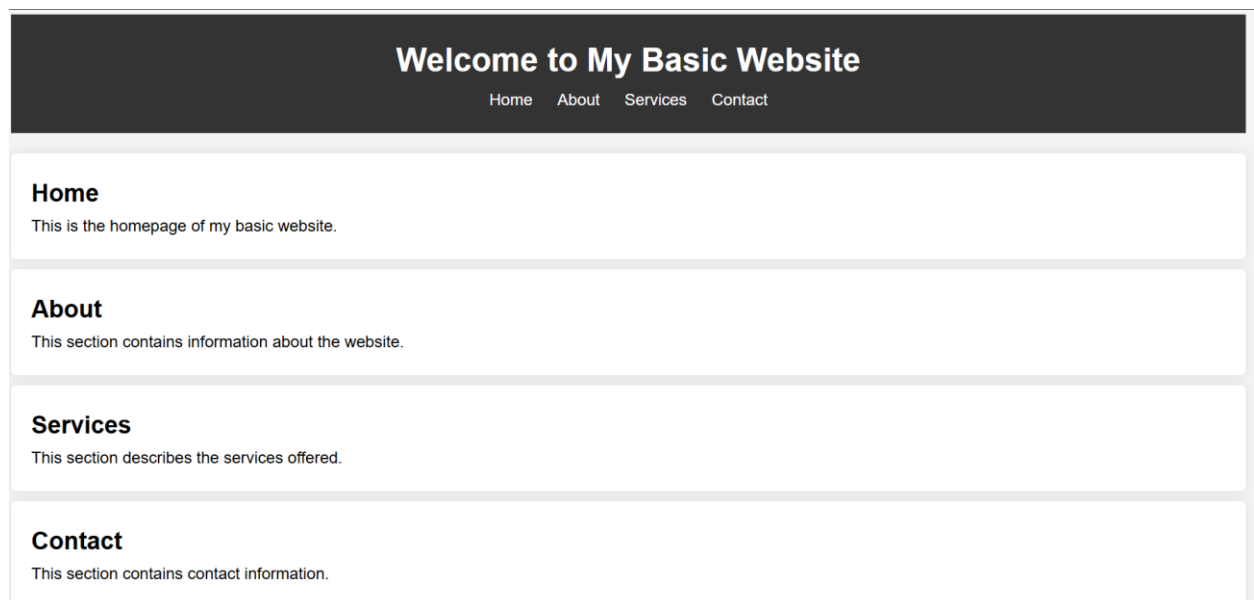 Welcome to My Basic Website
Home About Services Contact
Home
This is the homepage of my basic website.
About
This section contains information about the website.
Services
This section describes the services offered.
Contact
This section contains contact information.